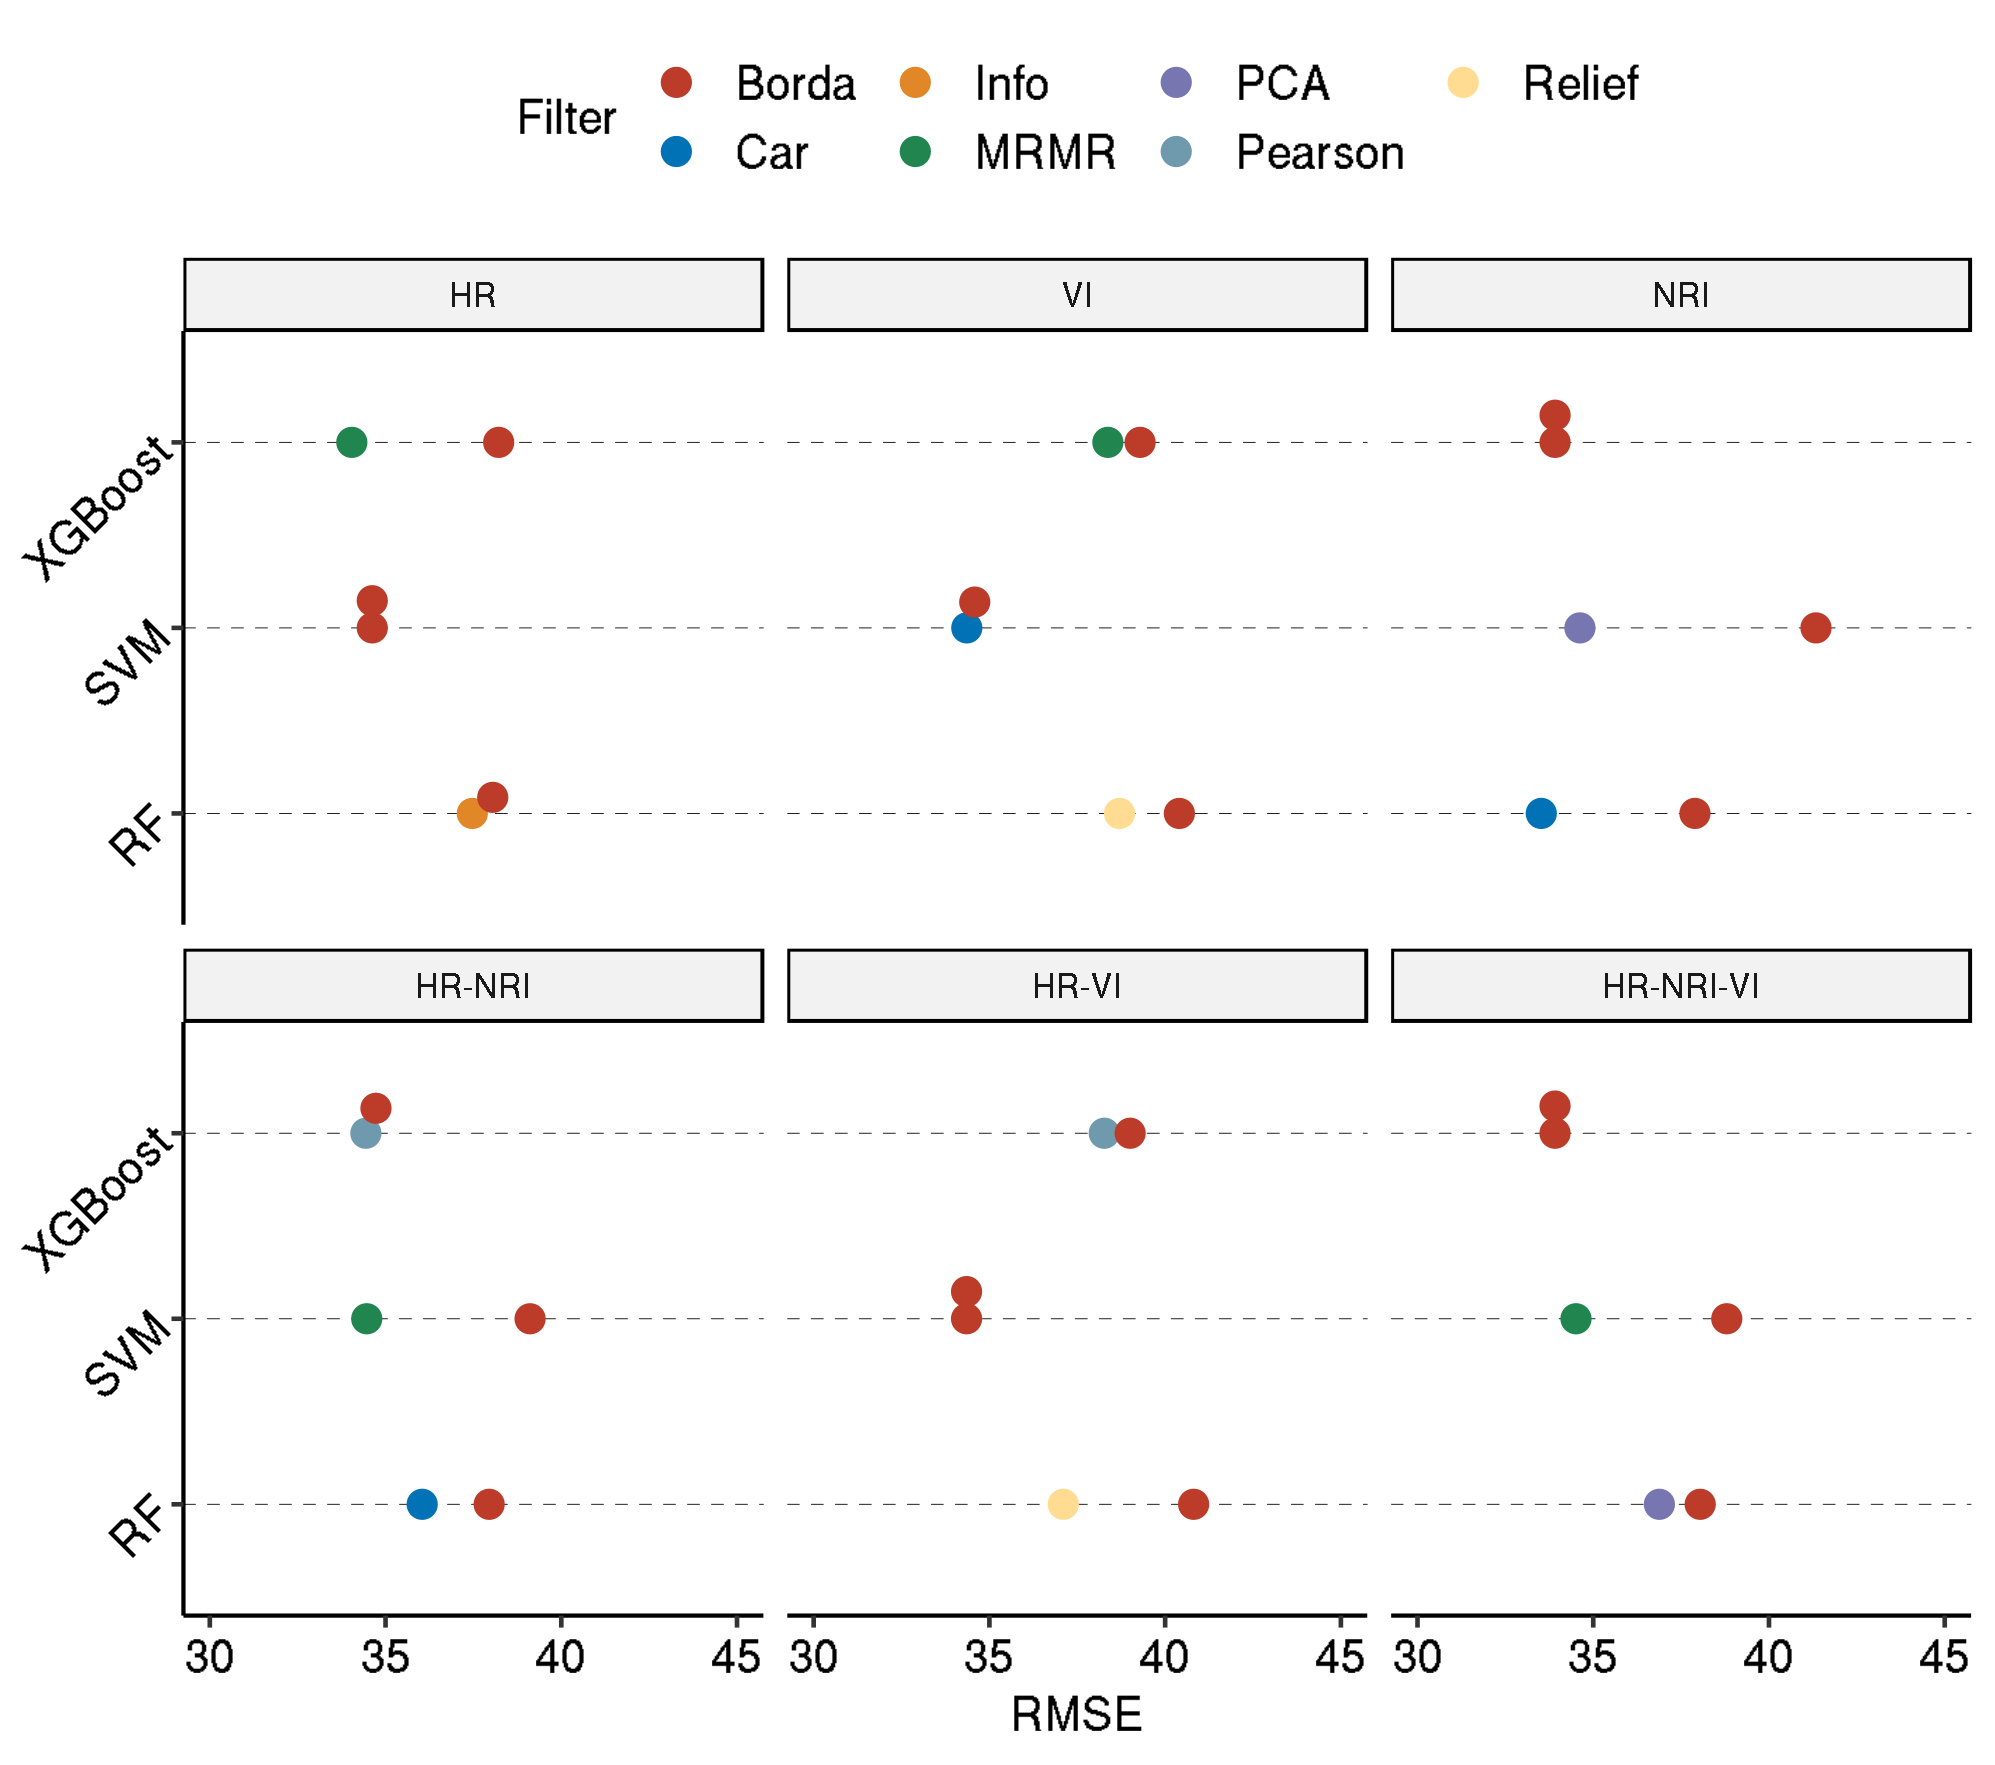 Filter
Borda Info PCA Relief
Car MRMR Pearson
HR VI NRI
XGBoost
SVM
RF
HR-NRI HR-VI HR-NRI-VI
XGBoost
SVM
RF
30 35 40 45 30 35 40 45 30 35 40 45
RMSE